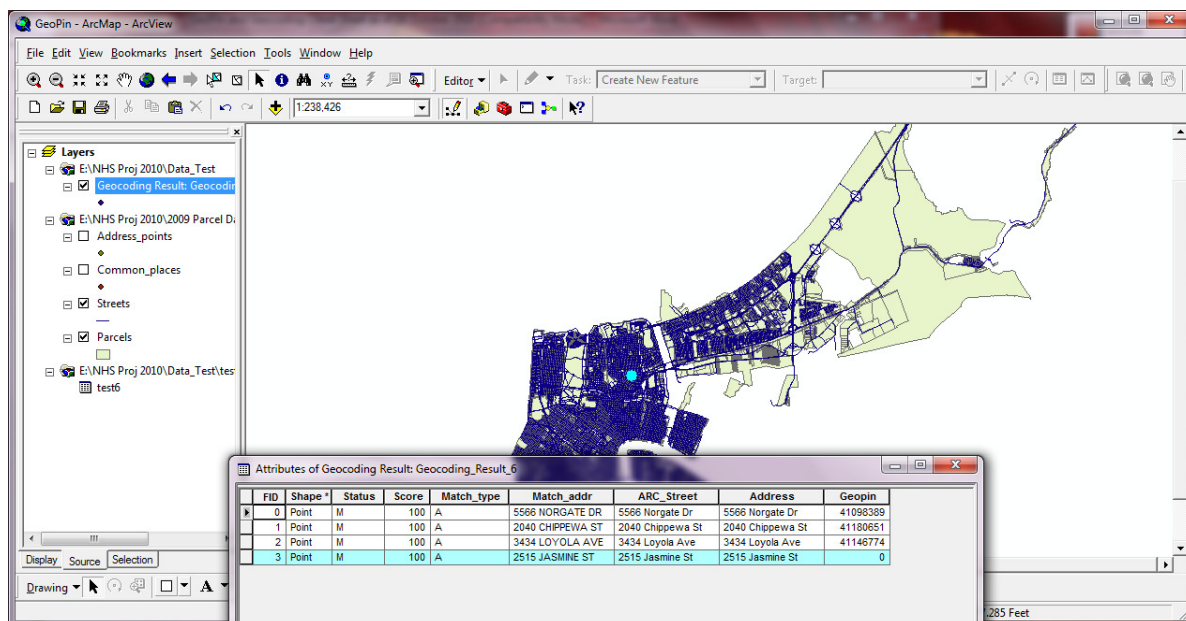 GeoPin - ArcMap - ArcView
File Edit View Bookmarks Insert Selection Tools Window Help
Editor Task: Create New Feature Target:
1:238,426
Layers
E:\NHS Proj 2010\Data_Test
Geocoding Result: Geocodin
E:\NHS Proj 2010\2009 Parcel Da
Address_points
Common_places
Streets
Parcels
E:\NHS Proj 2010\Data_Test\test
test6
Display Source Selection
Drawing A
Attributes of Geocoding Result: Geocoding_Result_6
FID Shape * Status Score Match_type Match_addr ARC_Street Address Geopin
0 Point M 100 A 5566 NORGATE DR 5566 Norgate Dr 5566 Norgate Dr 41098389
1 Point M 100 A 2040 CHIPPEWA ST 2040 Chippewa St 2040 Chippewa St 41180651
2 Point M 100 A 3434 LOYOLA AVE 3434 Loyola Ave 3434 Loyola Ave 41146774
3 Point M 100 A 2515 JASMINE ST 2515 Jasmine St 2515 Jasmine St 0
.285 Feet